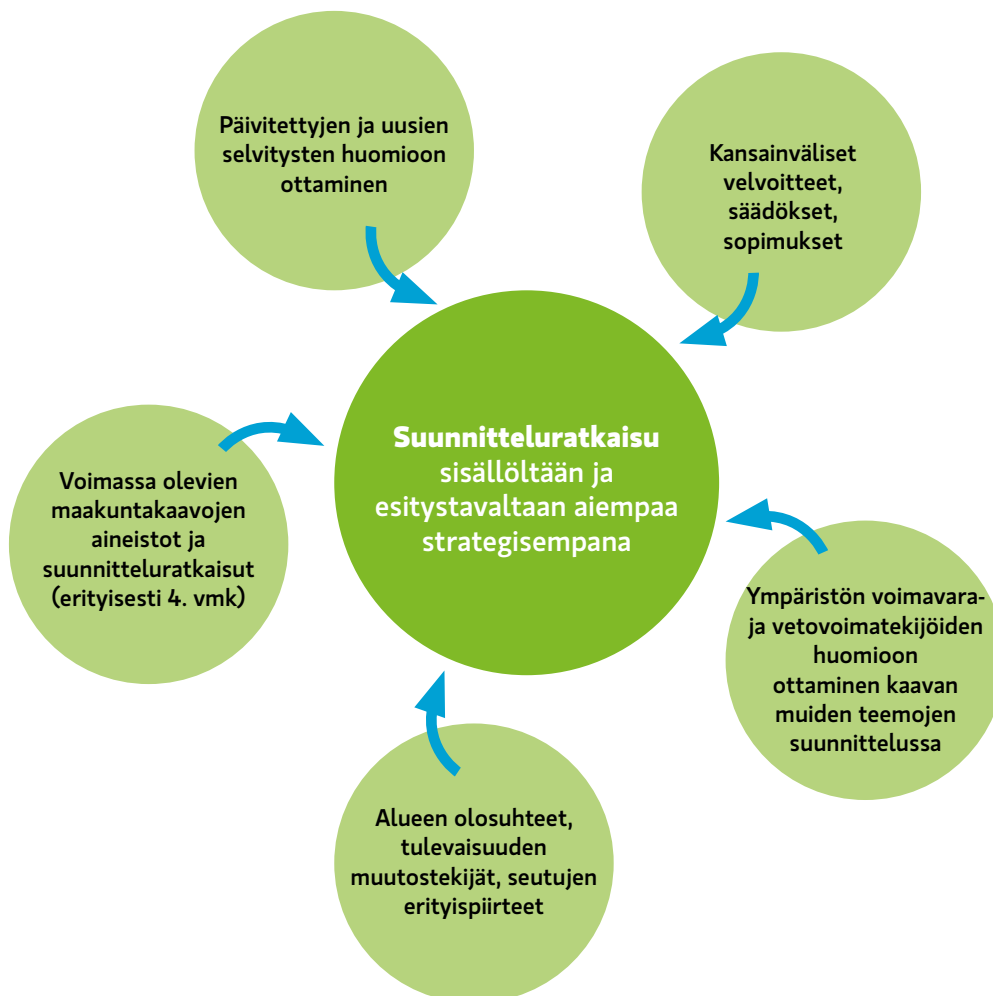 Päivitettyjen ja uusien
selvitysten huomioon
ottaminen
Kansainväliset
velvoitteet,
säädökset,
sopimukset
Suunnitteluratkaisu
sisällöltään ja
esitystavaltaan aiempaa
strategisempana
Voimassa olevien
maakuntakaavojen
aineistot ja
suunnitteluratkaisut
(erityisesti 4. vmk)
Ympäristön voimavara-
ja vetovoimatekijöiden
huomioon
ottaminen kaavan
muiden teemojen
suunnittelussa
Alueen olosuhteet,
tulevaisuuden
muutostekijät, seutujen
erityispiirteet